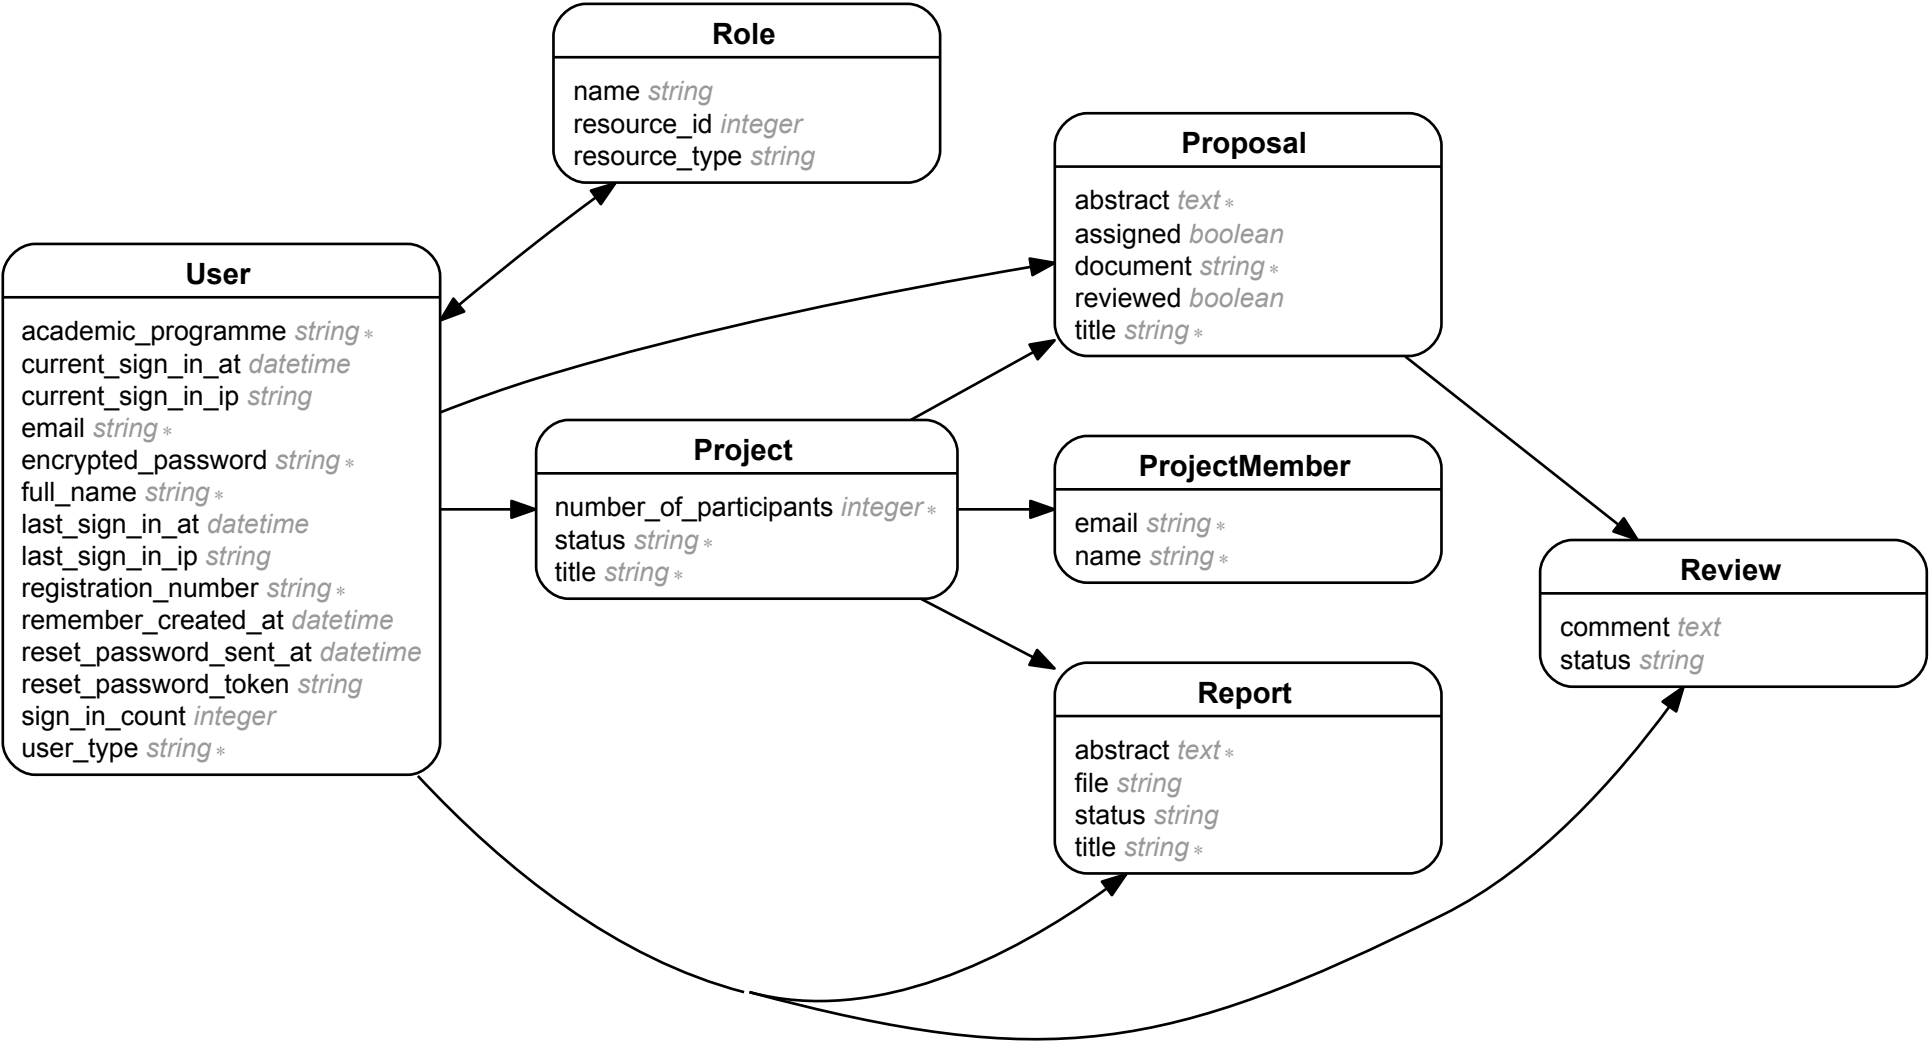 Role
name string
resource_id integer
resource_type string
Proposal
abstract text *
assigned boolean
document string *
reviewed boolean
title string *
User
academic_programme string *
current_sign_in_at datetime
current_sign_in_ip string
email string *
encrypted_password string *
full_name string *
last_sign_in_at datetime
last_sign_in_ip string
registration_number string *
remember_created_at datetime
reset_password_sent_at datetime
reset_password_token string
sign_in_count integer
user_type string *
Project
number_of_participants integer *
status string *
title string *
ProjectMember
email string *
name string *
Review
comment text
status string
Report
abstract text *
file string
status string
title string *